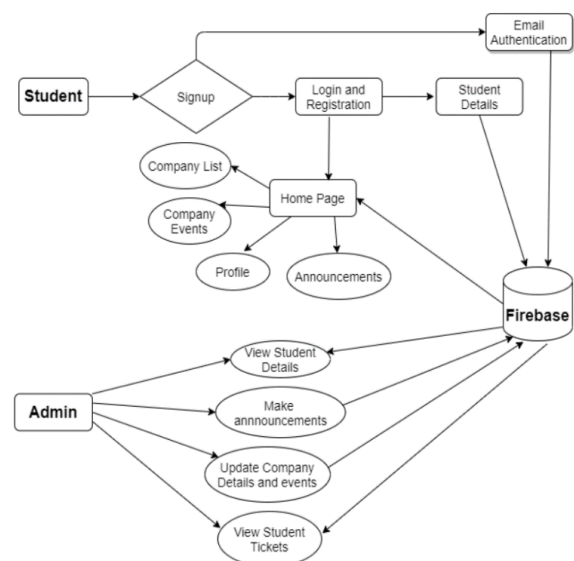 Email
Authentication
Student
Signup
Login and
Registration
Student
Details
Company List
Home Page
Company
Events
Profile
Announcements
Firebase
View Student
Details
Admin
Make
annnouncements
Update Company
Details and events
View Student
Tickets